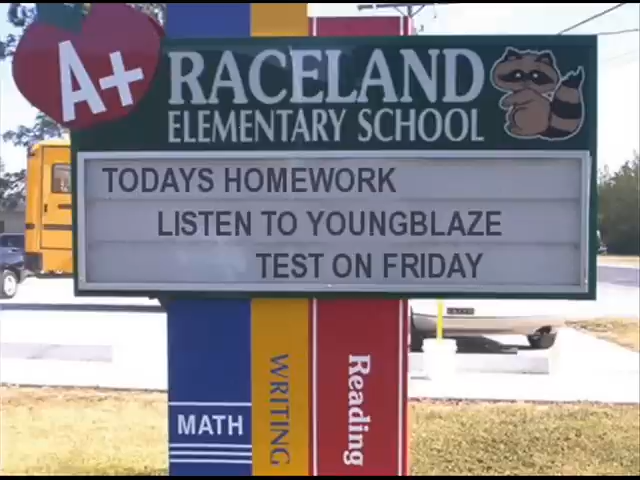 A+
RACELAND
ELEMENTARY SCHOOL
TODAYS HOMEWORK
LISTEN TO YOUNGBLAZE
TEST ON FRIDAY
MATH
WRITING
Reading